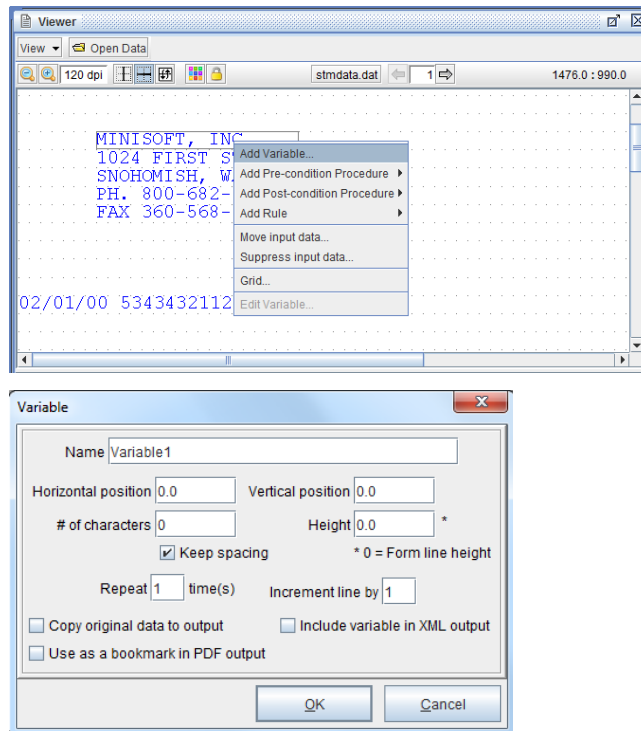 Viewer
View Open Data
120 dpi stmdata.dat 1 1476.0 : 990.0
MINISOFT, INC
1024 FIRST S
SNOHOMISH, W
PH. 800-682-
FAX 360-568-
Add Variable...
Add Pre-condition Procedure
Add Post-condition Procedure
Add Rule
Move input data...
Suppress input data...
Grid...
Edit Variable...
02/01/00 5343432112
Variable
Name Variable1
Horizontal position 0.0 Vertical position 0.0
# of characters 0 Height 0.0 *
Keep spacing * 0 = Form line height
Repeat 1 time(s) Increment line by 1
Copy original data to output Include variable in XML output
Use as a bookmark in PDF output
OK Cancel